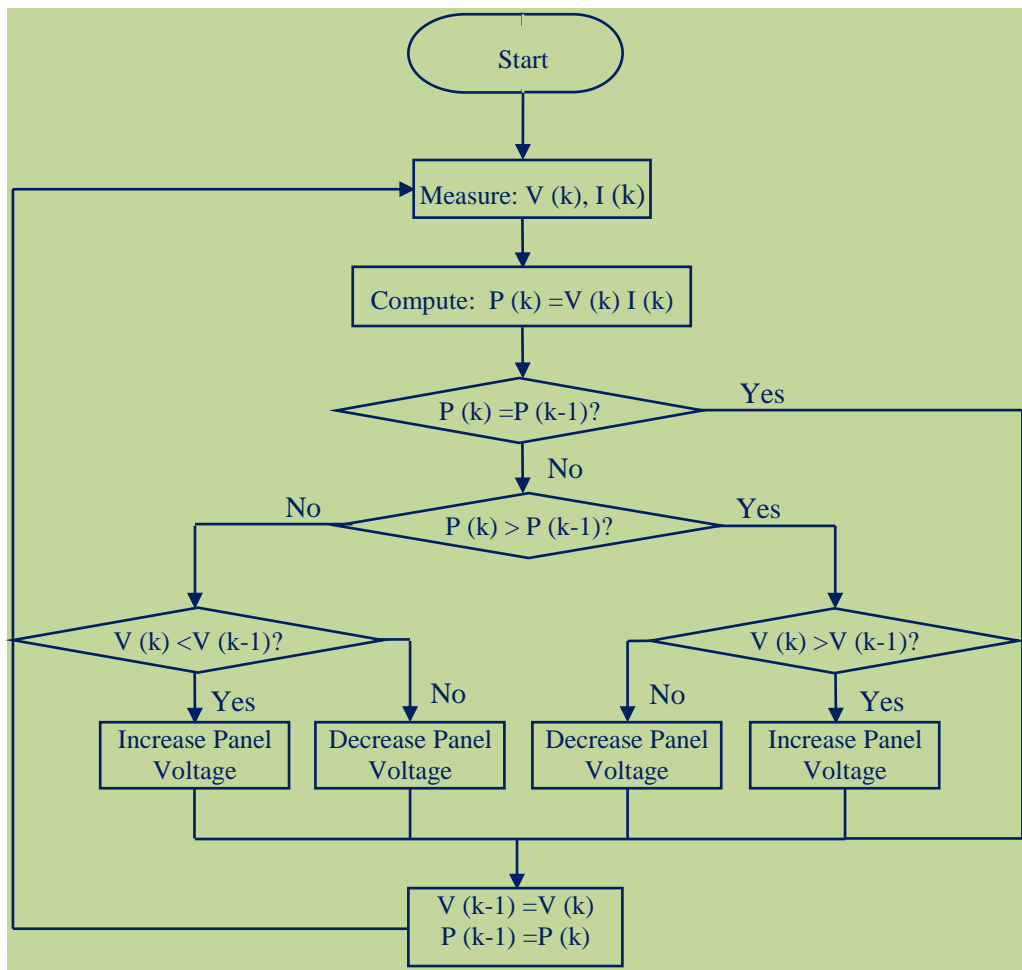 Start
Measure: V (k), I (k)
Compute: P (k) =V (k) I (k)
P (k) =P (k-1)?
Yes
No
No
P (k) > P (k-1)?
Yes
V (k) <V (k-1)?
V (k) >V (k-1)?
Yes
No
No
Yes
Increase Panel
Voltage
Decrease Panel
Voltage
Decrease Panel
Voltage
Increase Panel
Voltage
V (k-1) =V (k)
P (k-1) =P (k)